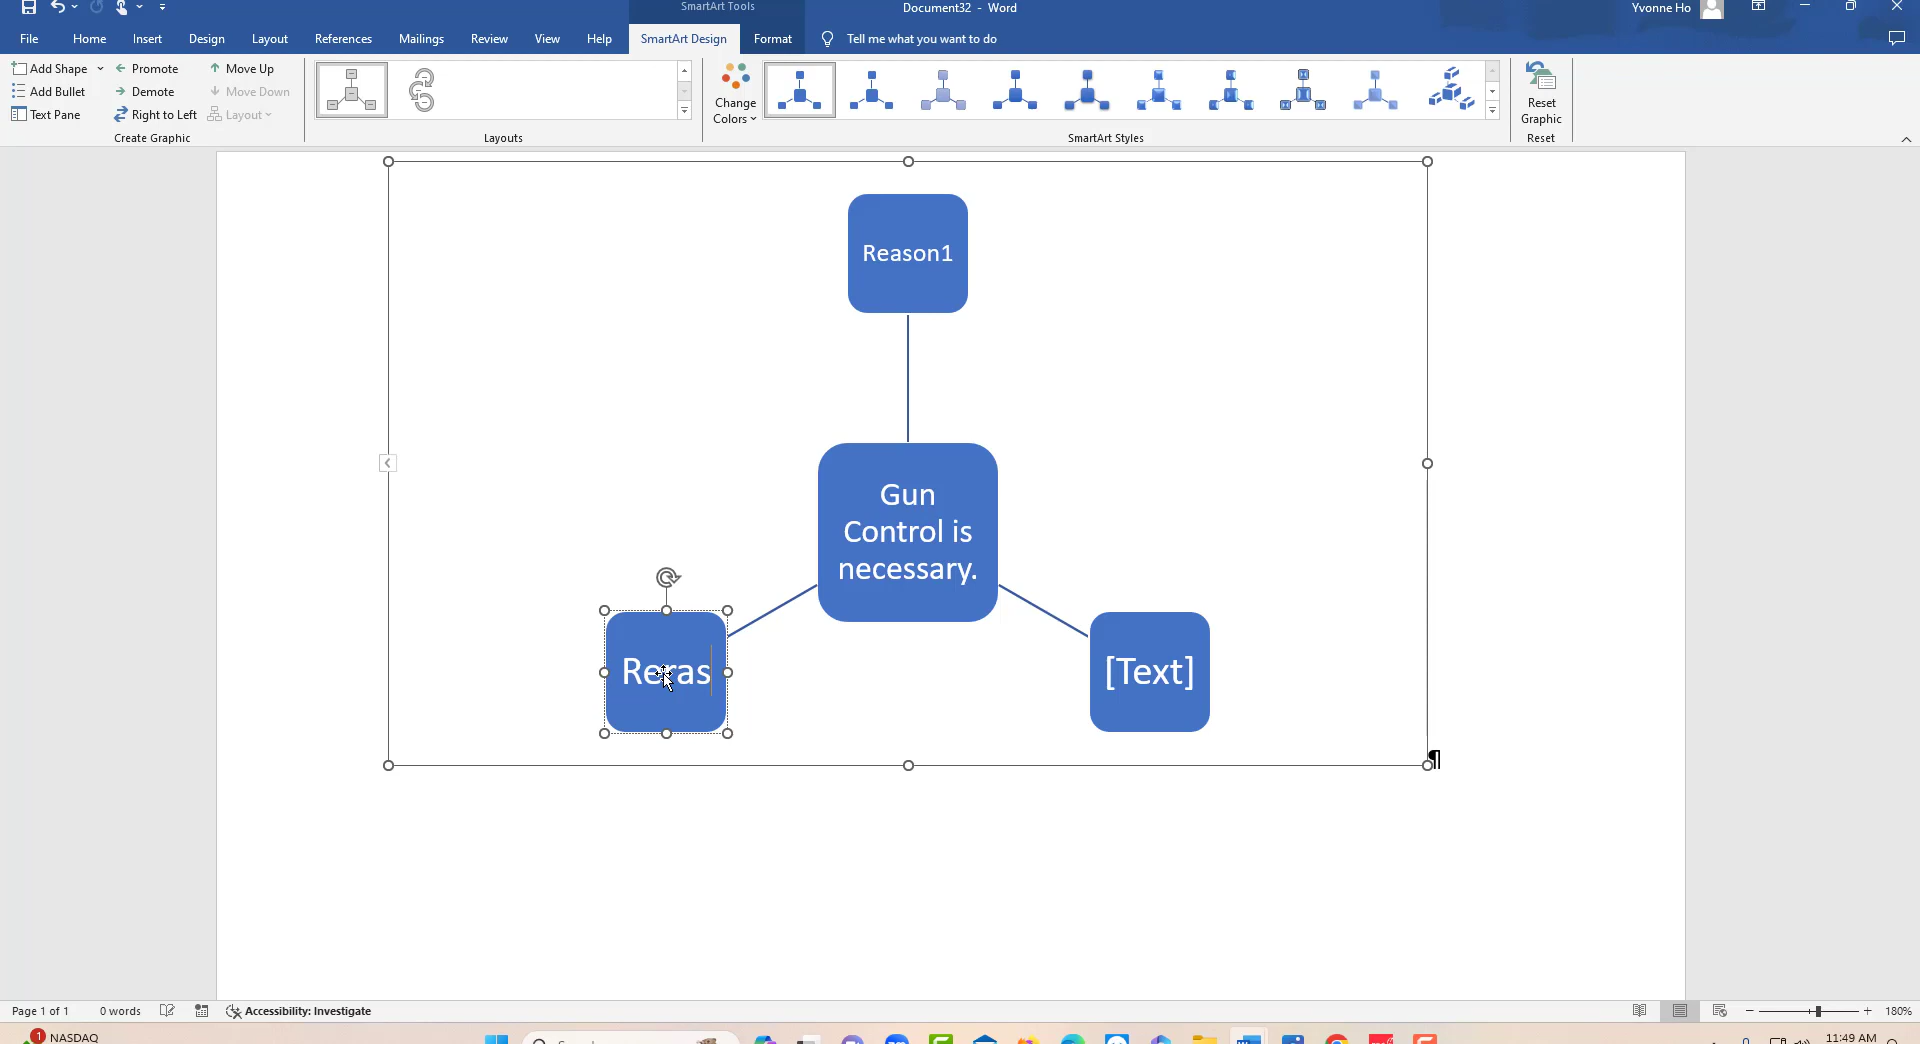 SmartArt Tools
Document32 - Word
Yvonne Ho
File Home Insert Design Layout References Mailings Review View Help SmartArt Design Format Tell me what you want to do
Add Shape Promote Move Up
Add Bullet Demote Move Down
Text Pane Right to Left Layout
Create Graphic
Layouts
Change
Colors
SmartArt Styles
Reset
Graphic
Reset
Reason1
Gun
Control is
necessary.
Reras
[Text]
¶
Page 1 of 1 0 words Accessibility: Investigate 180%
1 NASDAQ
11:49 AM